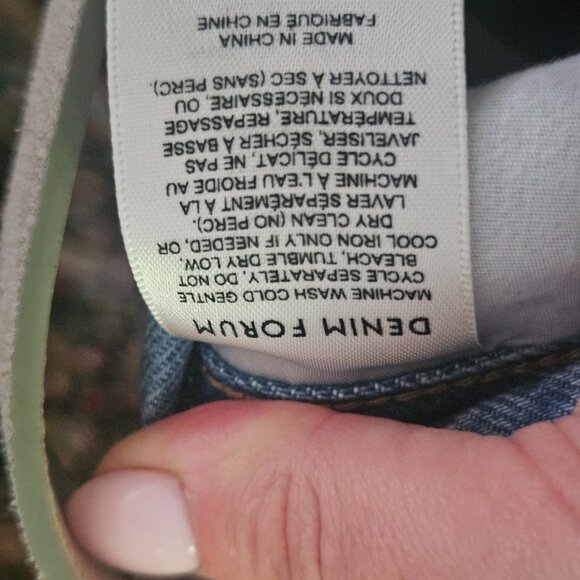 DENIM FORUM
MACHINE WASH COLD GENTLE
CYCLE SEPARATELY, DO NOT
BLEACH, TUMBLE DRY LOW,
COOL IRON ONLY IF NEEDED, OR
DRY CLEAN (NO PERC).
LAVER SÉPARÉMENT À LA
MACHINE À L'EAU FROIDE AU
CYCLE DÉLICAT, NE PAS
JAVELISER, SÉCHER À BASSE
TEMPÉRATURE, REPASSAGE
DOUX SI NÉCESSAIRE, OU
NETTOYER À SEC (SANS PERC).
MADE IN CHINA
FABRIQUÉ EN CHINE